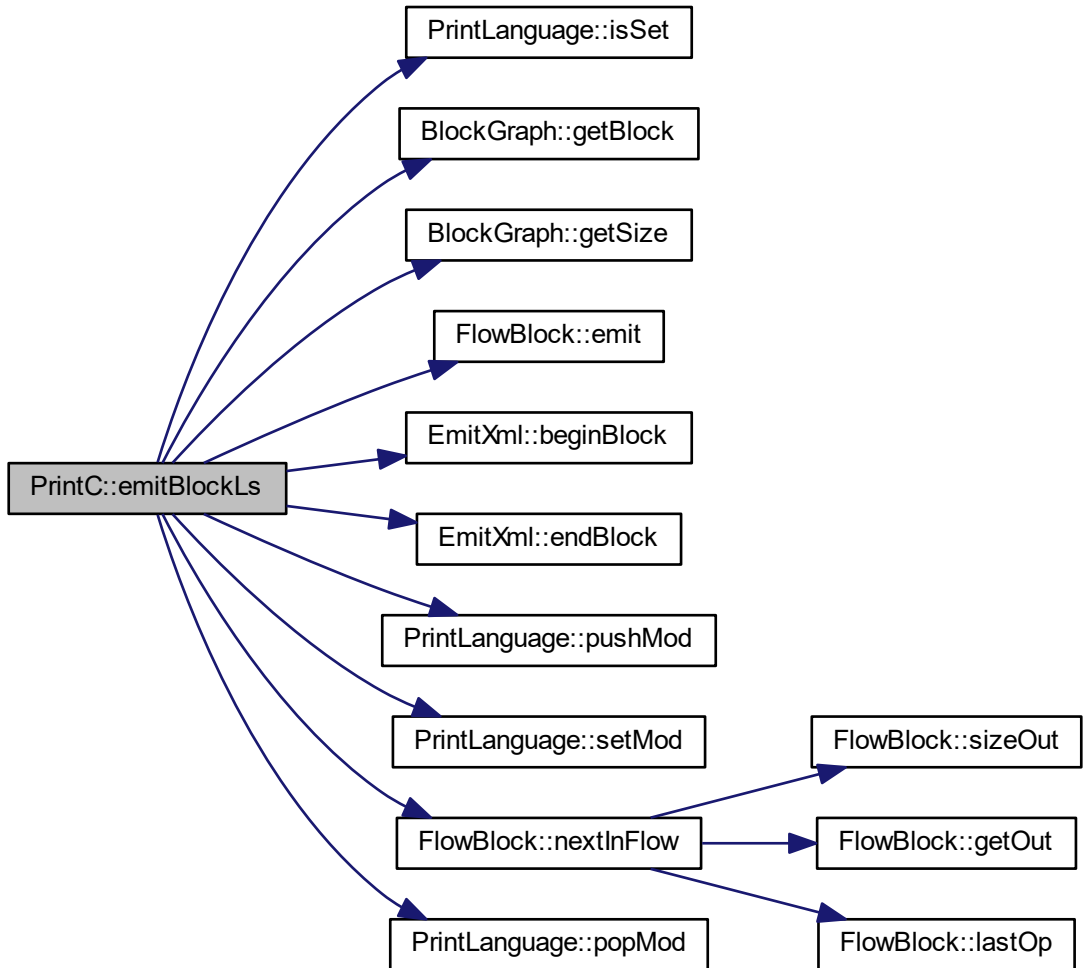 PrintLanguage::isSet
BlockGraph::getBlock
BlockGraph::getSize
FlowBlock::emit
EmitXml::beginBlock
PrintC::emitBlockLs
EmitXml::endBlock
PrintLanguage::pushMod
PrintLanguage::setMod
FlowBlock::sizeOut
FlowBlock::nextInFlow
FlowBlock::getOut
PrintLanguage::popMod
FlowBlock::lastOp